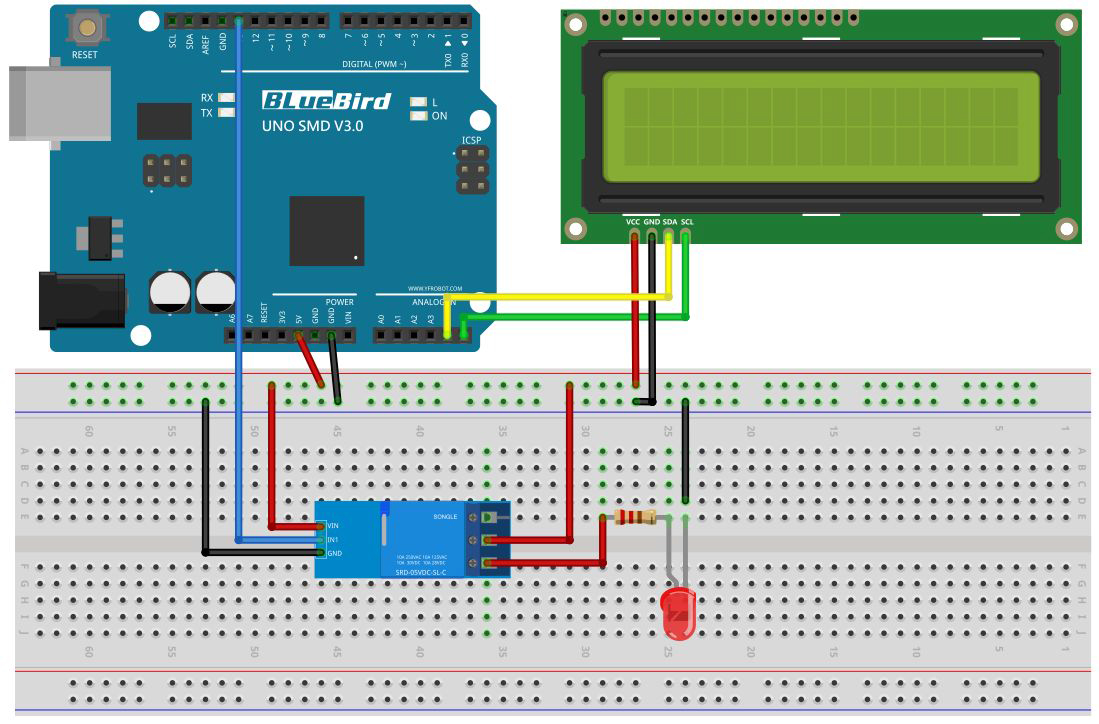 RESET
SCL
SDA
AREF
GND
12
~11
~10
~9
8
7
~6
~5
4
~3
2
TX0 ▶ 1
RX0 ◀ 0
DIGITAL (PWM ~)
RX
TX
BLueBird
UNO SMD V3.0
L
ON
ICSP
WWW.YFROBOT.COM
POWER
ANALOG IN
A6
A7
RESET
3V3
5V
GND
GND
VIN
A0
A1
A2
A3
VCC GND SDA SCL
60 55 50 45 40 35 30 25 20 15 10 5 1
A A
B B
C C
D D
E E
VIN
IN1
GND
SONGLE
10A 250VAC 10A 125VAC
10A 30VDC 10A 28VDC
SRD-05VDC-SL-C
F F
G G
H H
I I
J J
60 55 50 45 40 35 30 25 20 15 10 5 1